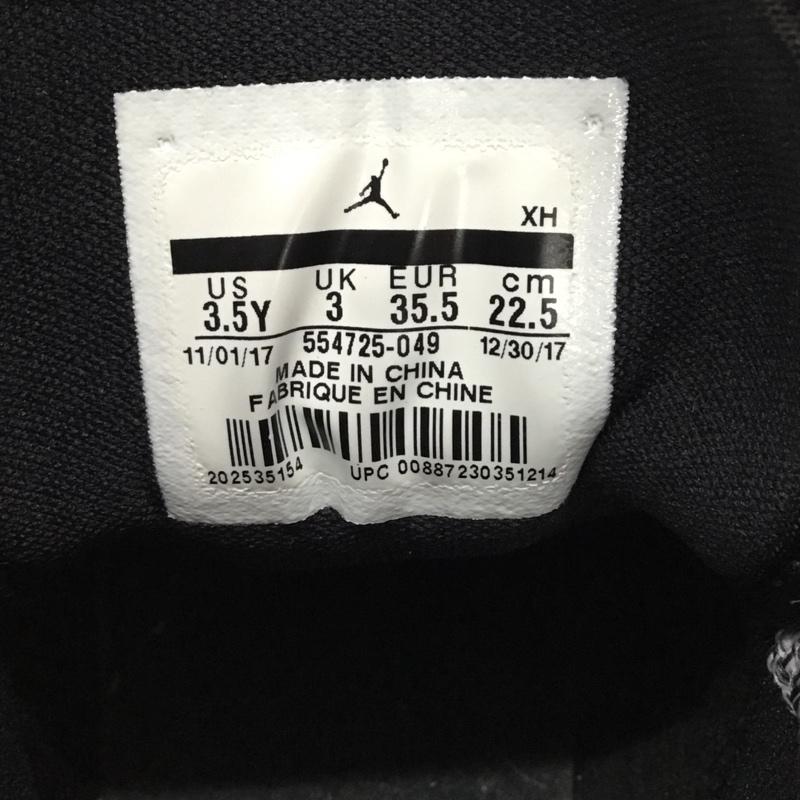 XH
US UK EUR cm
3.5Y 3 35.5 22.5
11/01/17 554725-049 12/30/17
MADE IN CHINA
FABRIQUE EN CHINE
202535154 UPC 00887230351214